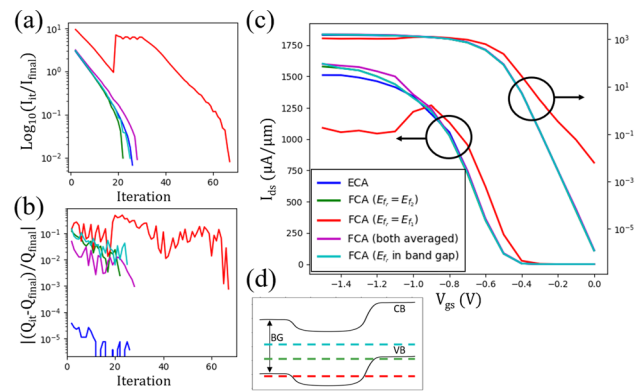 (a)
Log₁₀(I_it/I_final)
10¹
10⁰
10⁻¹
10⁻²
0
20
40
60
Iteration
(b)
|(Q_it-Q_final)/Q_final|
10⁻¹
10⁻²
10⁻³
10⁻⁴
10⁻⁵
0
20
40
60
Iteration
(c)
I_ds (μA/μm)
1750
1500
1250
1000
750
500
250
0
10³
10¹
10⁻¹
10⁻³
10⁻⁵
ECA
FCA (E_fr = E_fs)
FCA (E_fr = E_f1)
FCA (both averaged)
FCA (E_fr in band gap)
−1.4
−1.2
−1.0
−0.8
−0.6
−0.4
−0.2
0.0
V_gs (V)
(d)
CB
BG
VB